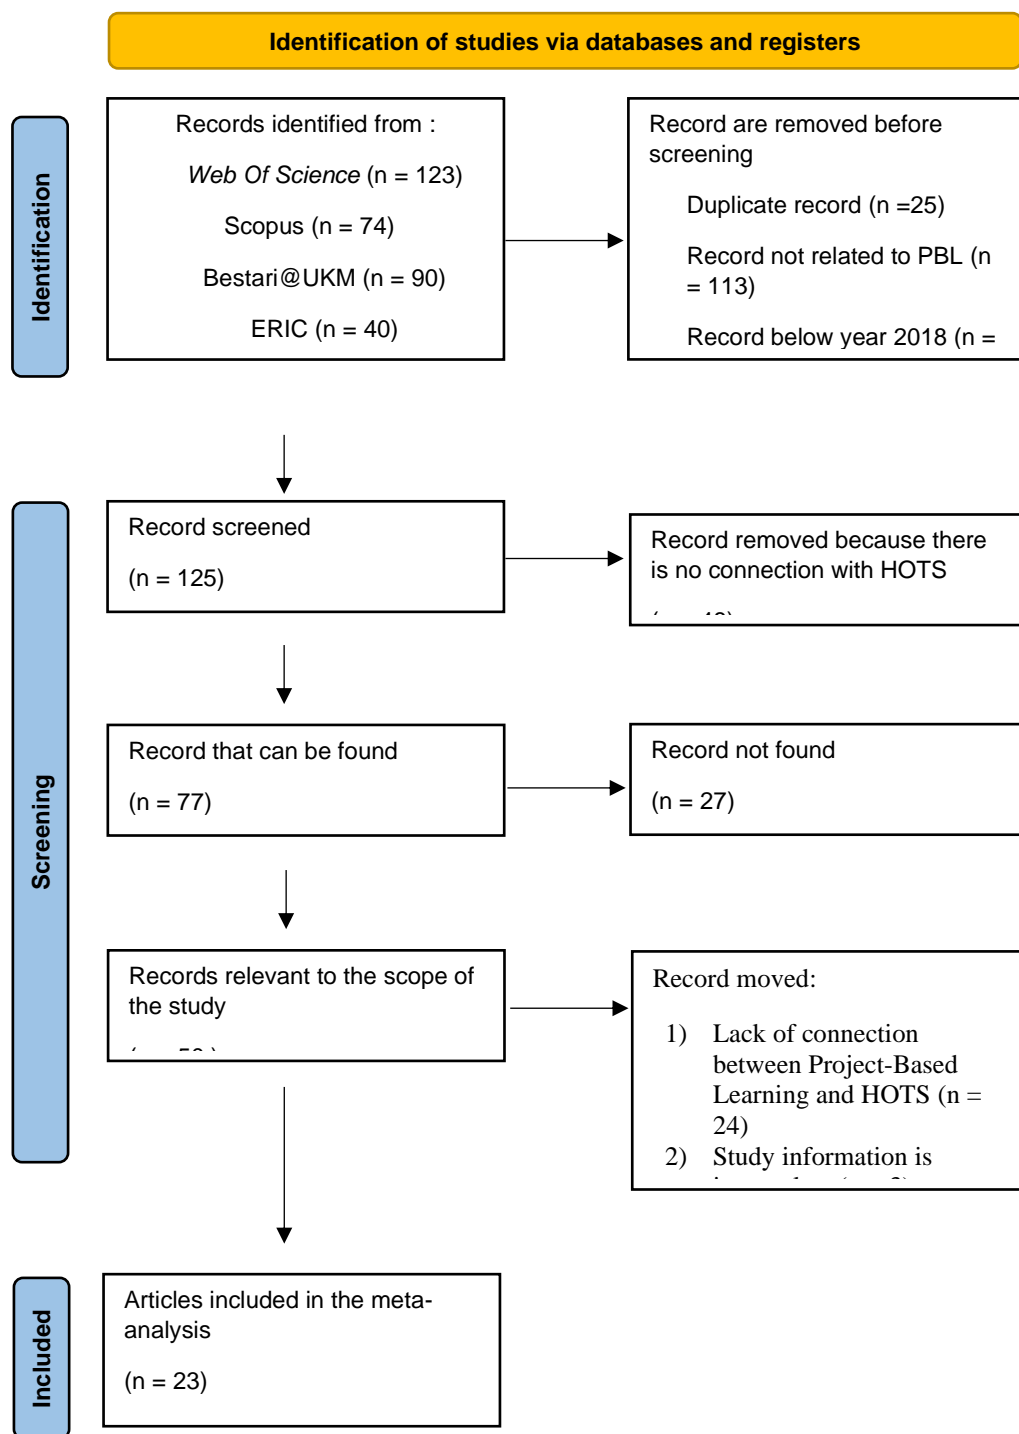 Identification of studies via databases and registers
Identification
Records identified from :
Web Of Science (n = 123)
Scopus (n = 74)
Bestari@UKM (n = 90)
ERIC (n = 40)
Record are removed before
screening
Duplicate record (n =25)
Record not related to PBL (n
= 113)
Record below year 2018 (n =
Screening
Record screened
(n = 125)
Record removed because there
is no connection with HOTS
Record that can be found
(n = 77)
Record not found
(n = 27)
Records relevant to the scope of
the study
Record moved:
1) Lack of connection
between Project-Based
Learning and HOTS (n =
24)
2) Study information is
Included
Articles included in the meta-
analysis
(n = 23)